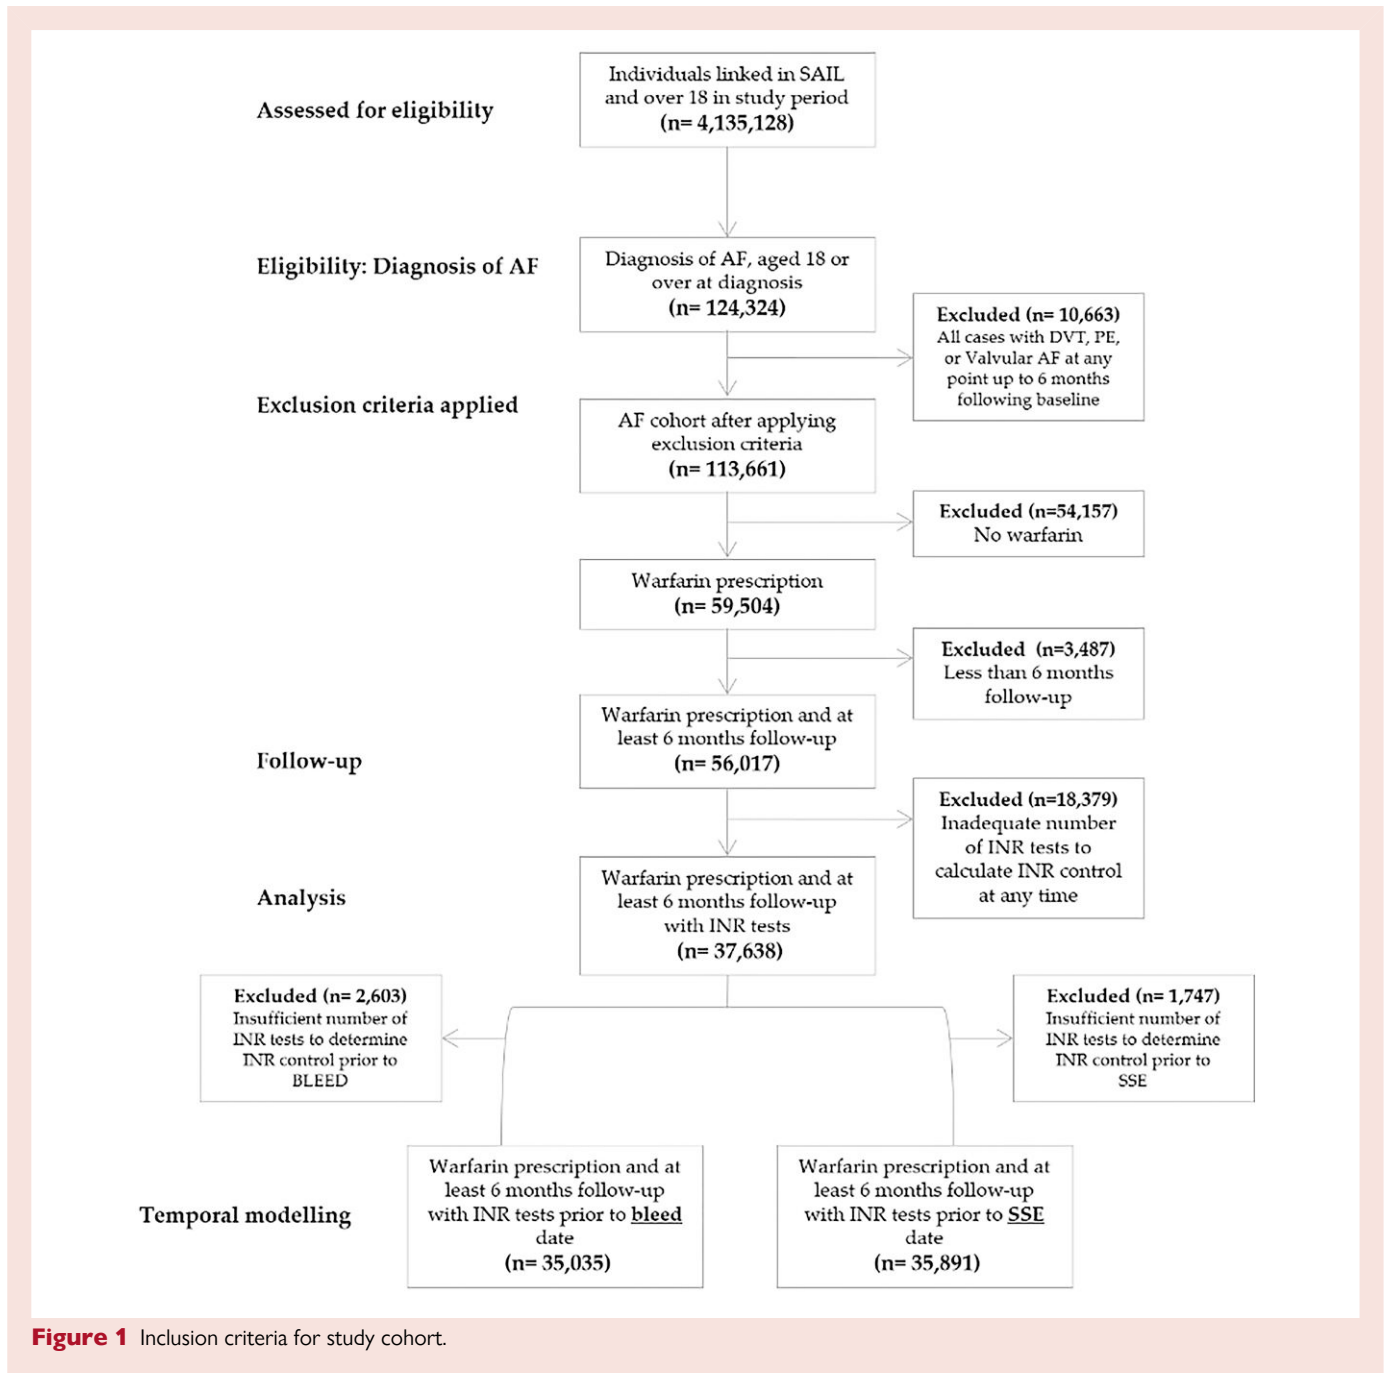 Assessed for eligibility
Individuals linked in SAIL
and over 18 in study period
(n= 4,135,128)
Eligibility: Diagnosis of AF
Diagnosis of AF, aged 18 or
over at diagnosis
(n= 124,324)
Excluded (n= 10,663)
All cases with DVT, PE,
or Valvular AF at any
point up to 6 months
following baseline
Exclusion criteria applied
AF cohort after applying
exclusion criteria
(n= 113,661)
Excluded (n=54,157)
No warfarin
Warfarin prescription
(n= 59,504)
Excluded (n=3,487)
Less than 6 months
follow-up
Follow-up
Warfarin prescription and at
least 6 months follow-up
(n= 56,017)
Excluded (n=18,379)
Inadequate number
of INR tests to
calculate INR control
at any time
Analysis
Warfarin prescription and at
least 6 months follow-up
with INR tests
(n= 37,638)
Excluded (n= 2,603)
Insufficient number of
INR tests to determine
INR control prior to
BLEED
Excluded (n= 1,747)
Insufficient number of
INR tests to determine
INR control prior to
SSE
Temporal modelling
Warfarin prescription and at
least 6 months follow-up
with INR tests prior to bleed
date
(n= 35,035)
Warfarin prescription and at
least 6 months follow-up
with INR tests prior to SSE
date
(n= 35,891)
Figure 1 Inclusion criteria for study cohort.